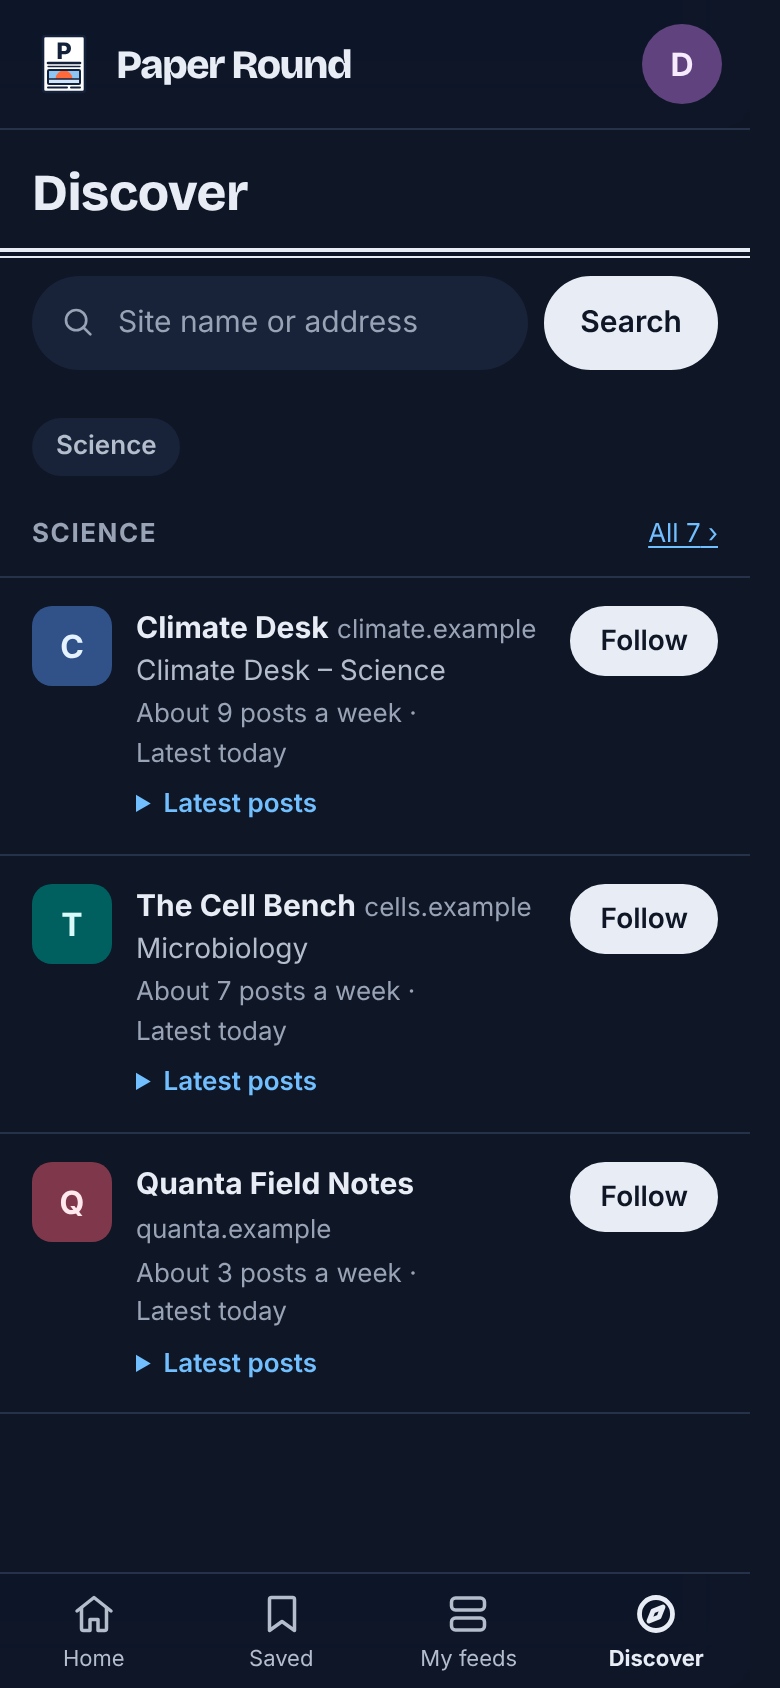 P
Paper Round
D
Discover
Site name or address
Search
Science
SCIENCE
All 7 ›
C
Climate Desk climate.example
Follow
Climate Desk – Science
About 9 posts a week ·
Latest today
▶ Latest posts
T
The Cell Bench cells.example
Follow
Microbiology
About 7 posts a week ·
Latest today
▶ Latest posts
Q
Quanta Field Notes
Follow
quanta.example
About 3 posts a week ·
Latest today
▶ Latest posts
Home
Saved
My feeds
Discover